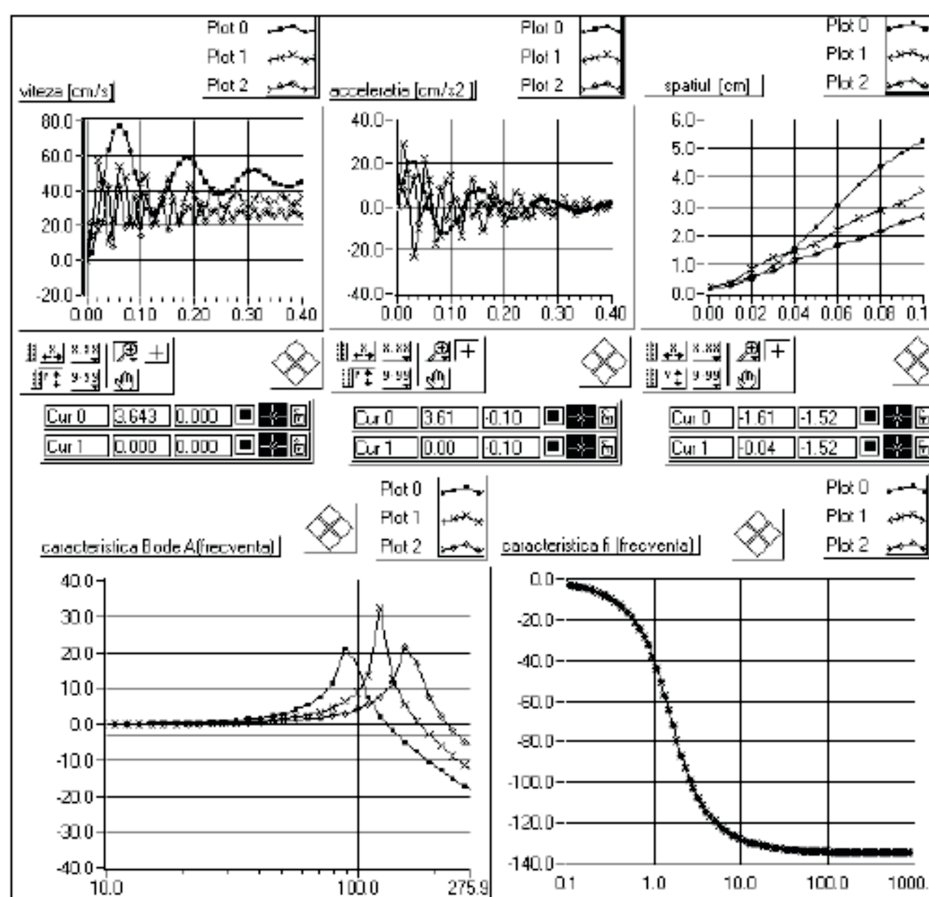 Plot 0
Plot 1
Plot 2
viteza [cm/s]
80.0
60.0
40.0
20.0
0.0
-20.0
0.00 0.10 0.20 0.30 0.40
Plot 0
Plot 1
Plot 2
acceleratia [cm/s2]
40.0
20.0
0.0
-20.0
-40.0
0.00 0.10 0.20 0.30 0.40
Plot 0
Plot 1
Plot 2
spatiul [cm]
6.0
5.0
4.0
3.0
2.0
1.0
0.0
0.00 0.02 0.04 0.06 0.08 0.1
Cur 0 3.643 0.000
Cur 1 0.000 0.000
Cur 0 3.61 -0.10
Cur 1 0.00 -0.10
Cur 0 -1.61 -1.52
Cur 1 -0.04 -1.52
Plot 0
Plot 1
Plot 2
caracteristica Bode A(frecventa)
40.0
30.0
20.0
10.0
0.0
-10.0
-20.0
-30.0
-40.0
10.0 100.0 275.9
Plot 0
Plot 1
Plot 2
caracteristica fi (frecventa)
0.0
-20.0
-40.0
-60.0
-80.0
-100.0
-120.0
-140.0
0.1 1.0 10.0 100.0 1000.